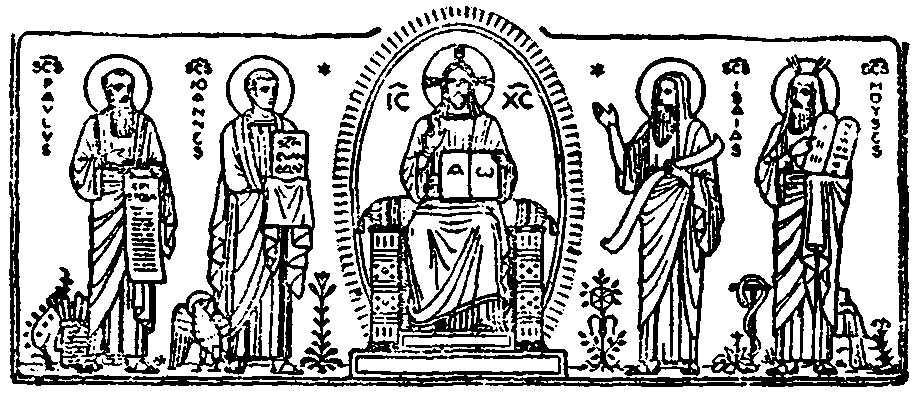 SCS
PAVLVS
SCS
IOANNES
IC XC
A ω
SCS
ISAIAS
SCS
MOYSES